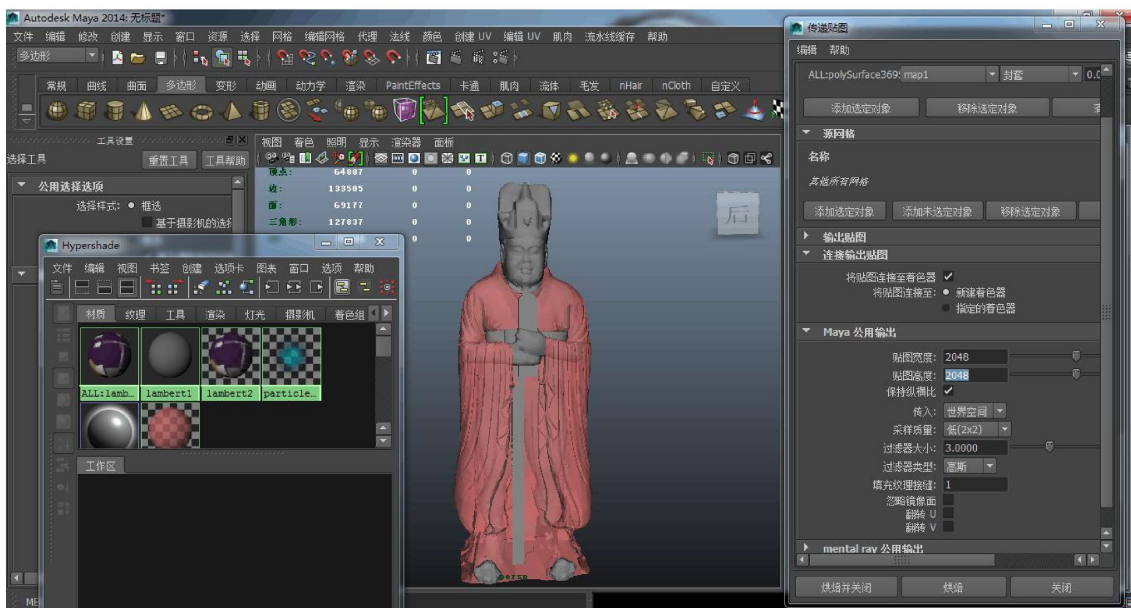 Autodesk Maya 2014: 无标题*
文件 编辑 修改 创建 显示 窗口 资源 选择 网格 编辑网格 代理 法线 颜色 创建 UV 编辑 UV 肌肉 流水线缓存 帮助
多边形
常规 曲线 曲面 多边形 变形 动画 动力学 渲染 PaintEffects 卡通 肌肉 流体 毛发 nHair nCloth 自定义
工具设置
选择工具 重置工具 工具帮助
公用选择选项
选择样式: 框选
基于摄影机的选择
视图 着色 照明 显示 渲染器 面板
顶点: 64887 0 0
边: 133505 0 0
面: 69177 0 0
三角形: 127837 0 0
0 0
后
persp
Hypershade
文件 编辑 视图 书签 创建 选项卡 图表 窗口 选项 帮助
材质 纹理 工具 渲染 灯光 摄影机 着色组
ALL:lamb… lambert1 lambert2 particle…
工作区
ME
传递贴图
编辑 帮助
ALL:polySurface369: map1 封套 0.0
添加选定对象 移除选定对象
源网格
名称
其他所有网格
添加选定对象 添加未选定对象 移除选定对象
输出贴图
连接输出贴图
将贴图连接至着色器
将贴图连接至: 新建着色器
指定的着色器
Maya 公用输出
贴图宽度: 2048
贴图高度: 2048
保持纵横比
传入: 世界空间
采样质量: 低(2x2)
过滤器大小: 3.0000
过滤器类型: 高斯
填充纹理接缝: 1
忽略镜像面
翻转 U
翻转 V
mental ray 公用输出
烘焙并关闭 烘焙 关闭